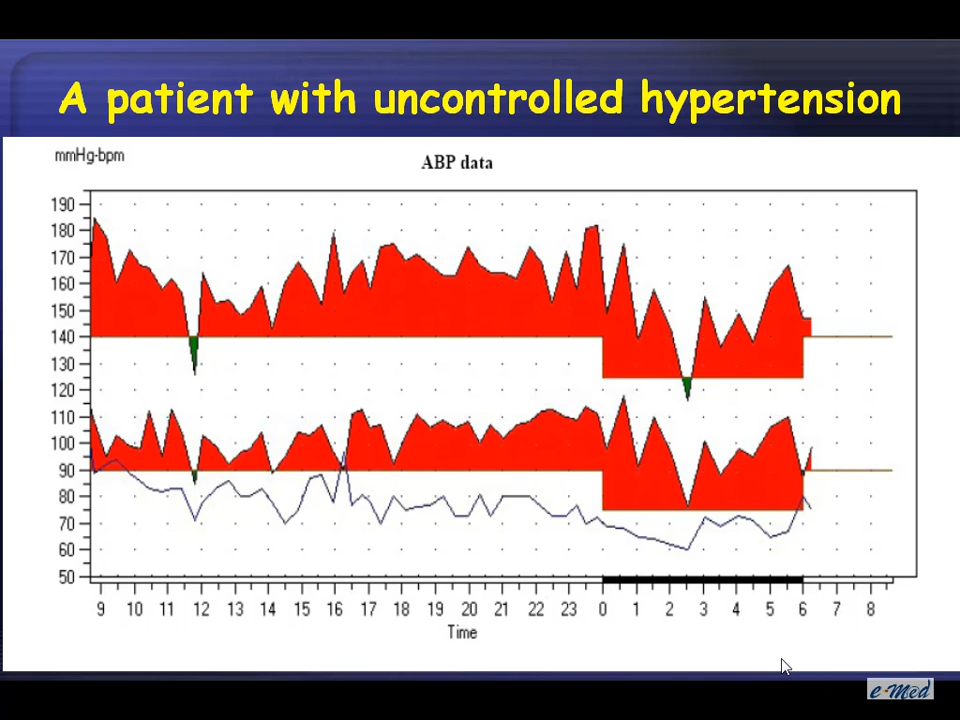 A patient with uncontrolled hypertension
mmHg-bpm
ABP data
190
180
170
160
150
140
130
120
110
100
90
80
70
60
50
9 10 11 12 13 14 15 16 17 18 19 20 21 22 23 0 1 2 3 4 5 6 7 8
Time
e-Med